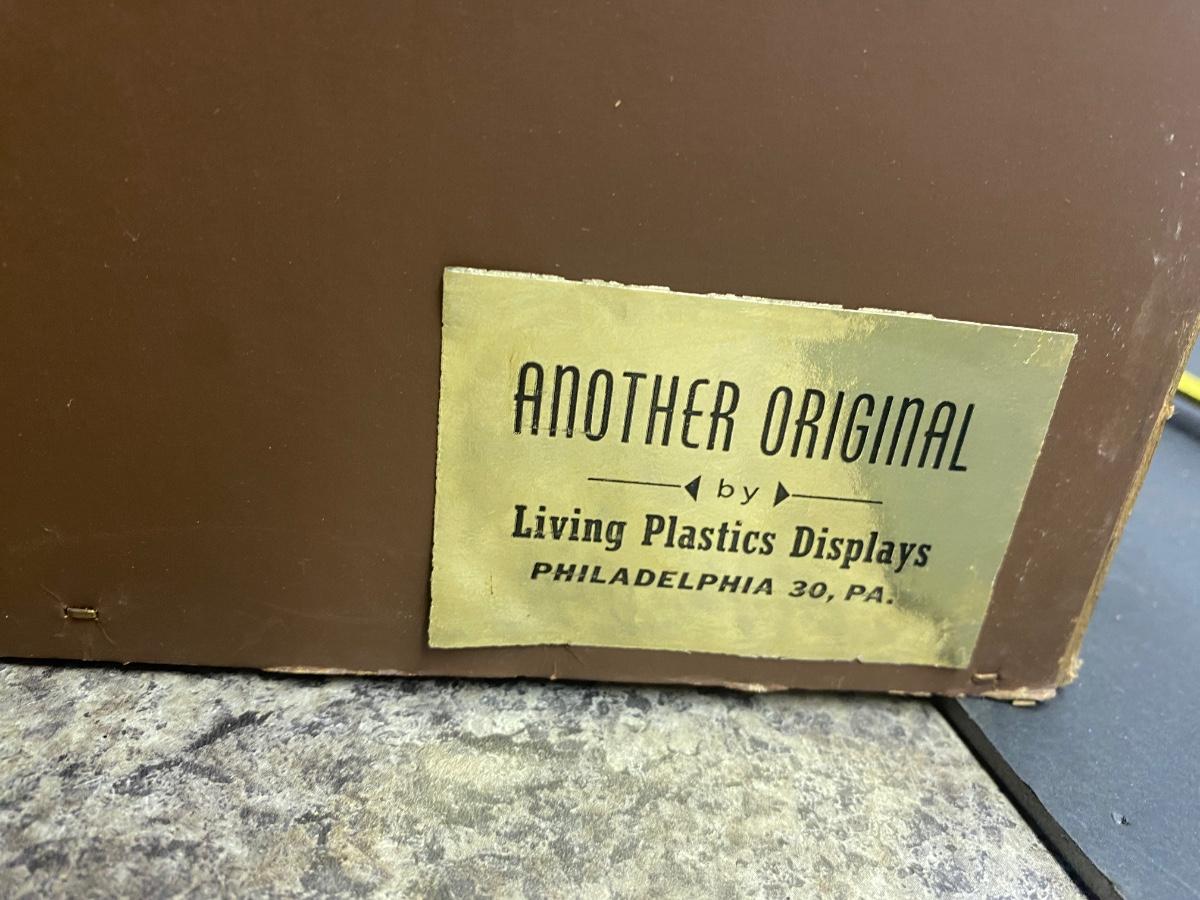 ANOTHER ORIGINAL
by
Living Plastics Displays
PHILADELPHIA 30, PA.